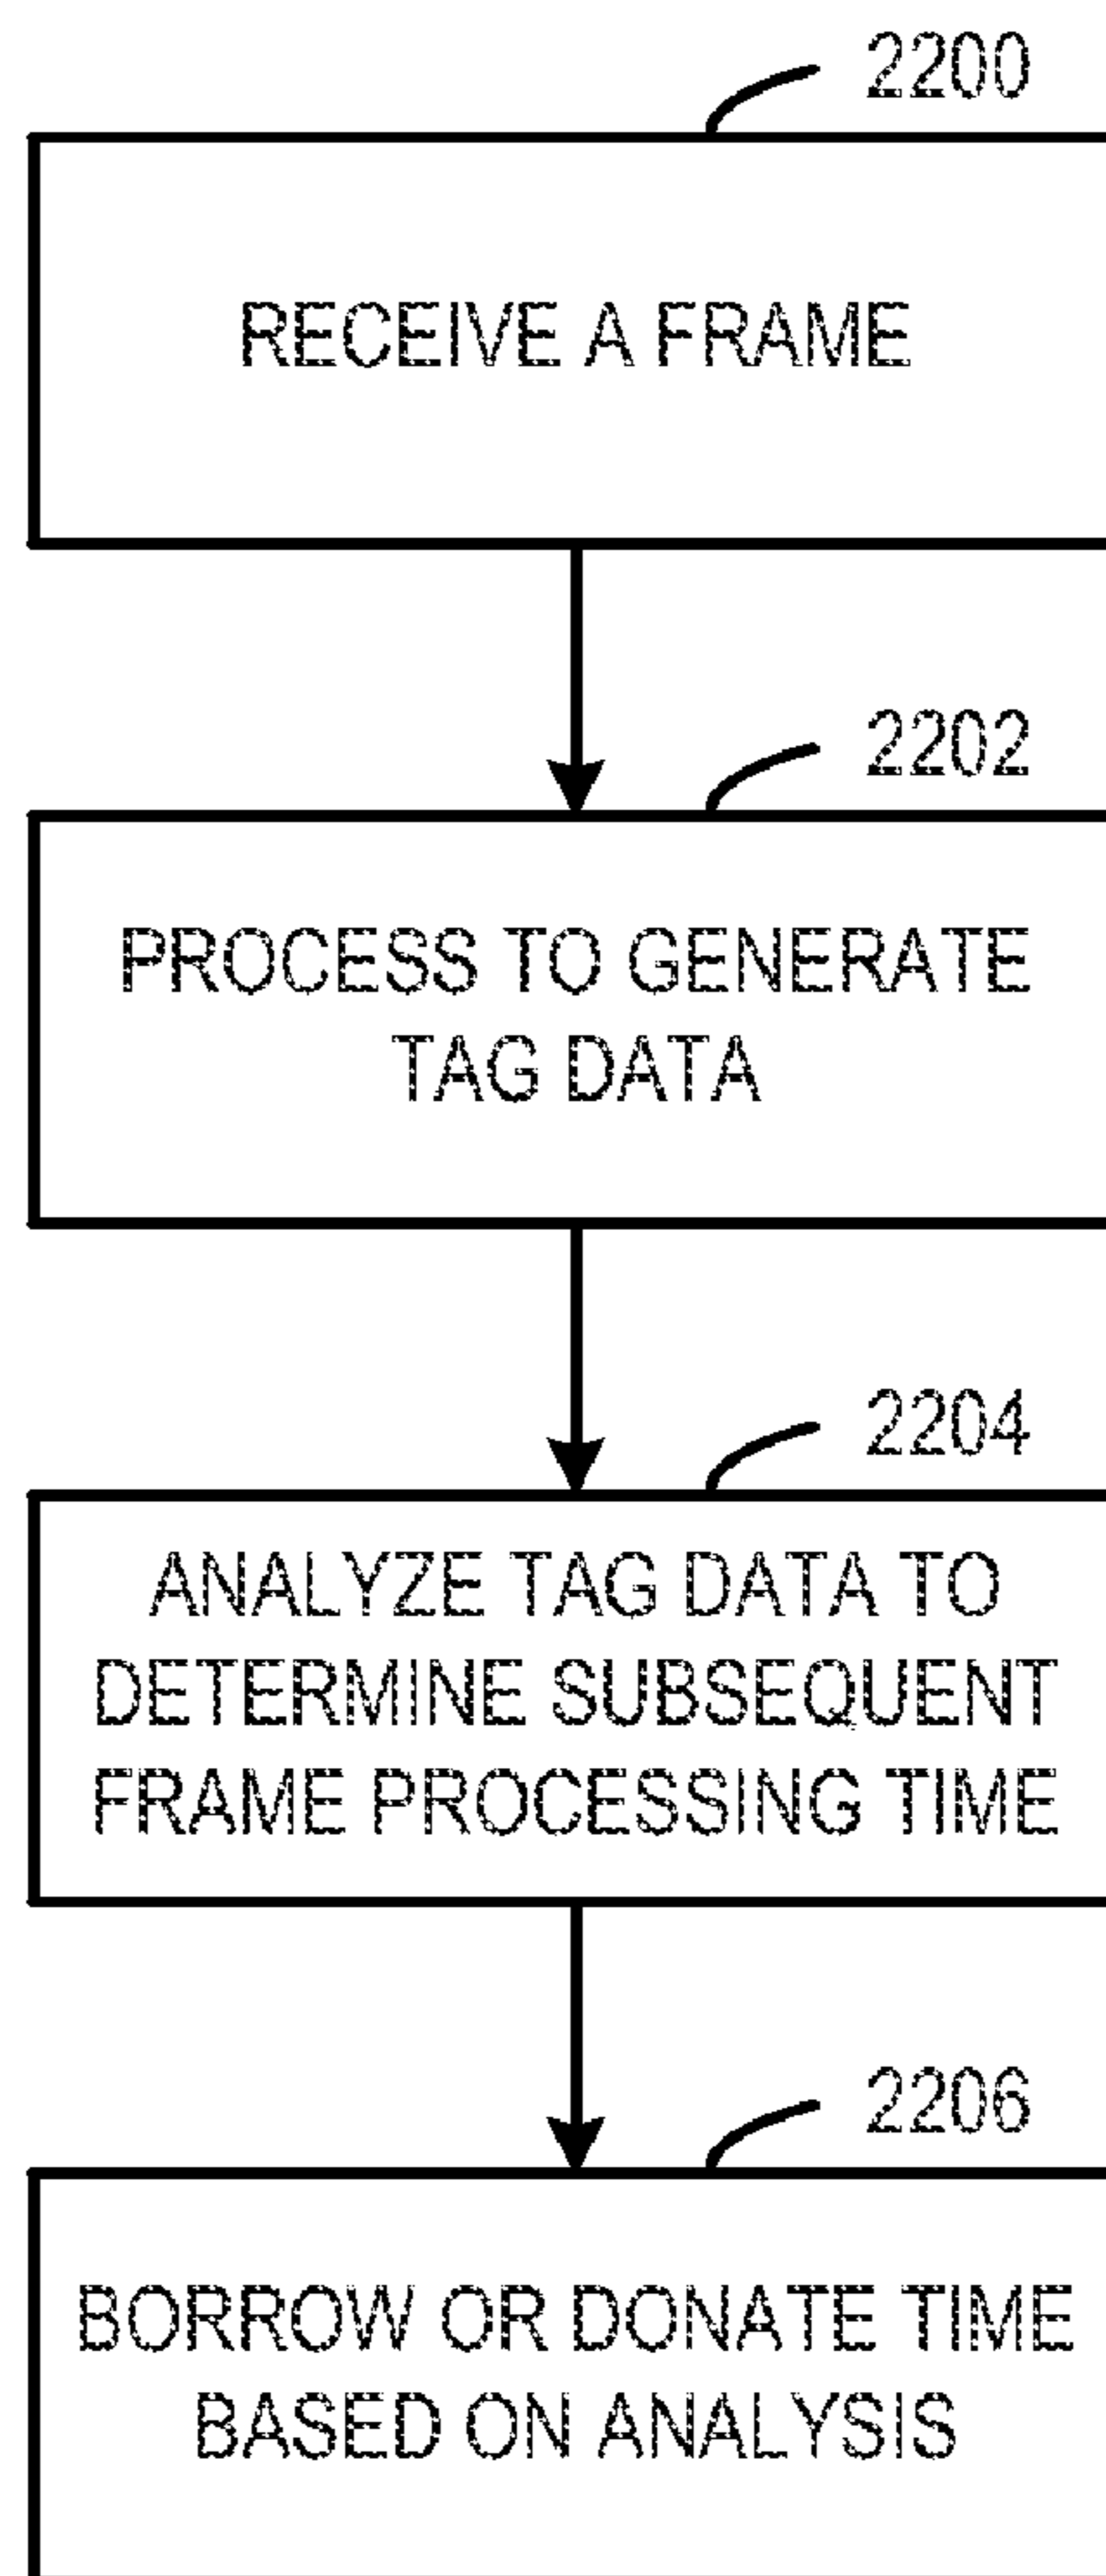 2200
RECEIVE A FRAME
2202
PROCESS TO GENERATE
TAG DATA
2204
ANALYZE TAG DATA TO
DETERMINE SUBSEQUENT
FRAME PROCESSING TIME
2206
BORROW OR DONATE TIME
BASED ON ANALYSIS